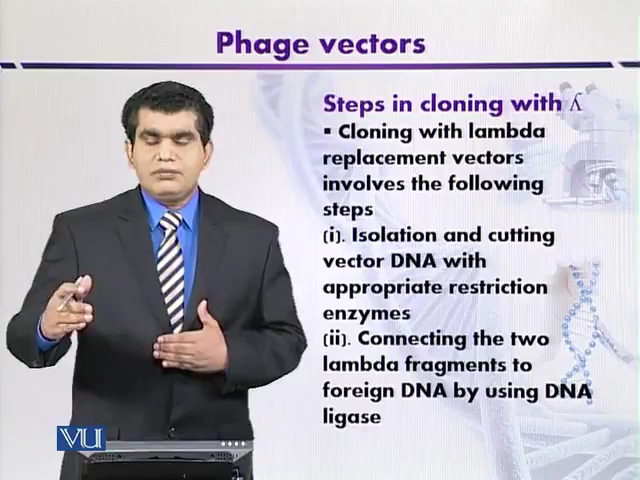 Phage vectors
Steps in cloning with Λ
▪ Cloning with lambda
replacement vectors
involves the following
steps
(i). Isolation and cutting
vector DNA with
appropriate restriction
enzymes
(ii). Connecting the two
lambda fragments to
foreign DNA by using DNA
ligase
VU